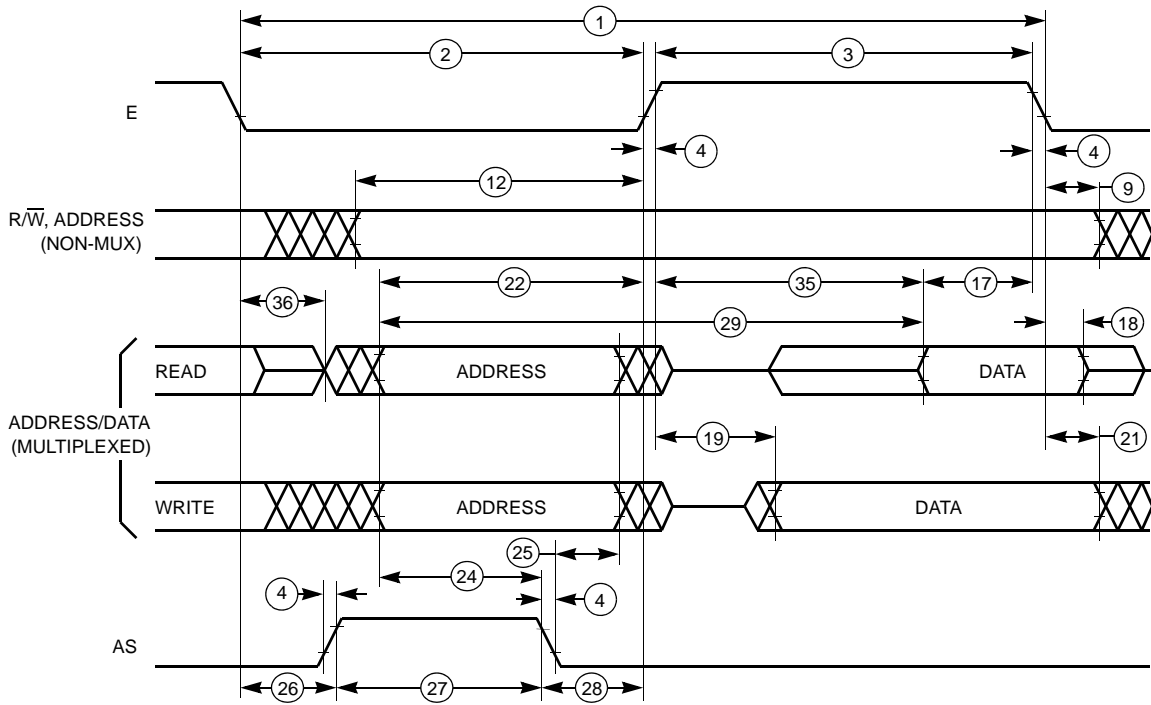 1
2
3
E
4
4
12
9
R/W, ADDRESS
(NON-MUX)
22
35
17
36
29
18
READ
ADDRESS
DATA
ADDRESS/DATA
(MULTIPLEXED)
19
21
WRITE
ADDRESS
DATA
25
24
4
4
AS
26
27
28